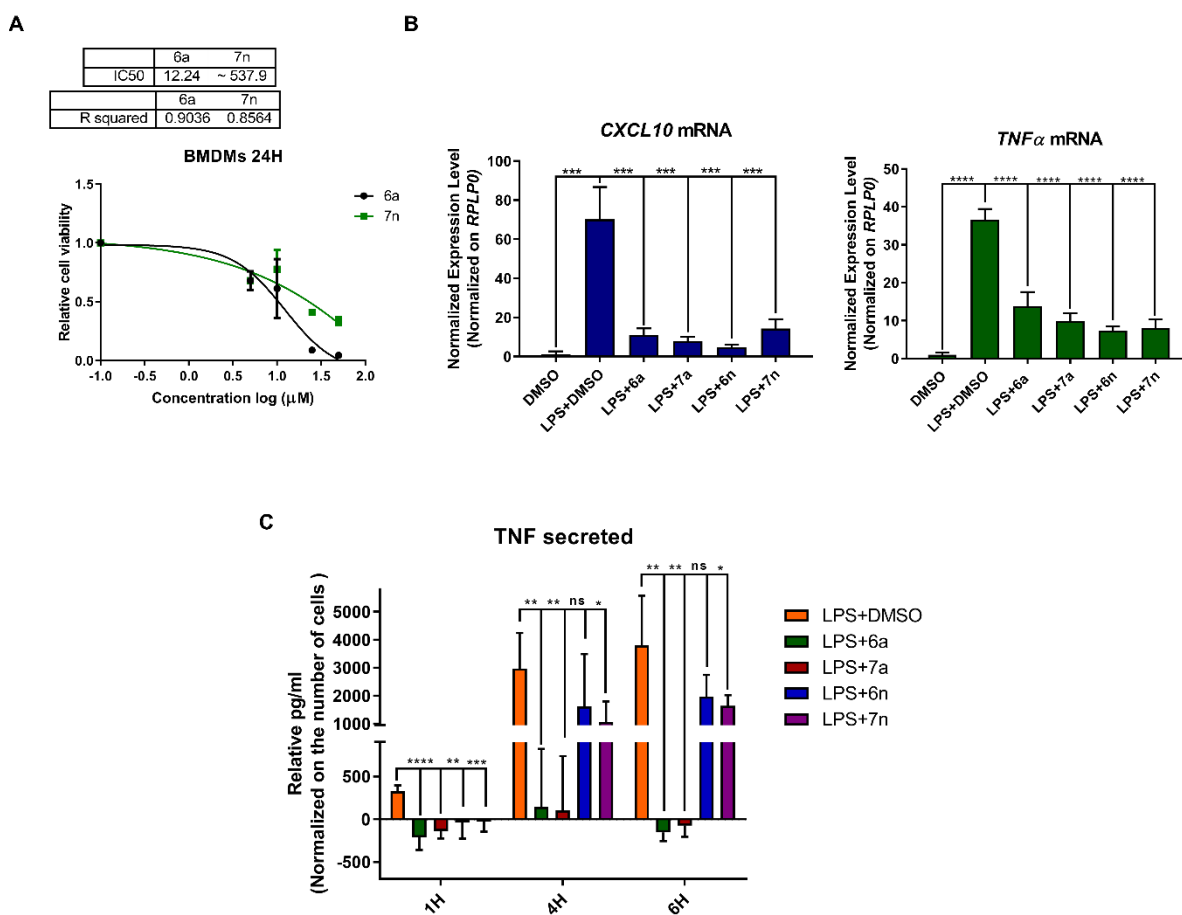 A
6a 7n
IC50 12.24 ~ 537.9
6a 7n
R squared 0.9036 0.8564
BMDMs 24H
Relative cell viability
1.5
1.0
0.5
0.0
-1.0 -0.5 0.0 0.5 1.0 1.5 2.0
Concentration log (μM)
6a
7n
B
CXCL10 mRNA
Normalized Expression Level
(Normalized on RPLP0)
100
80
60
40
20
0
*** *** *** *** ***
DMSO
LPS+DMSO
LPS+6a
LPS+7a
LPS+6n
LPS+7n
TNFα mRNA
Normalized Expression Level
(Normalized on RPLP0)
50
40
30
20
10
0
**** **** **** **** ****
DMSO
LPS+DMSO
LPS+6a
LPS+7a
LPS+6n
LPS+7n
C
TNF secreted
Relative pg/ml
(Normalized on the number of cells )
5000
4000
3000
2000
1000
500
0
-500
**** ** ***
** ** ns *
** ** ns *
1H
4H
6H
LPS+DMSO
LPS+6a
LPS+7a
LPS+6n
LPS+7n